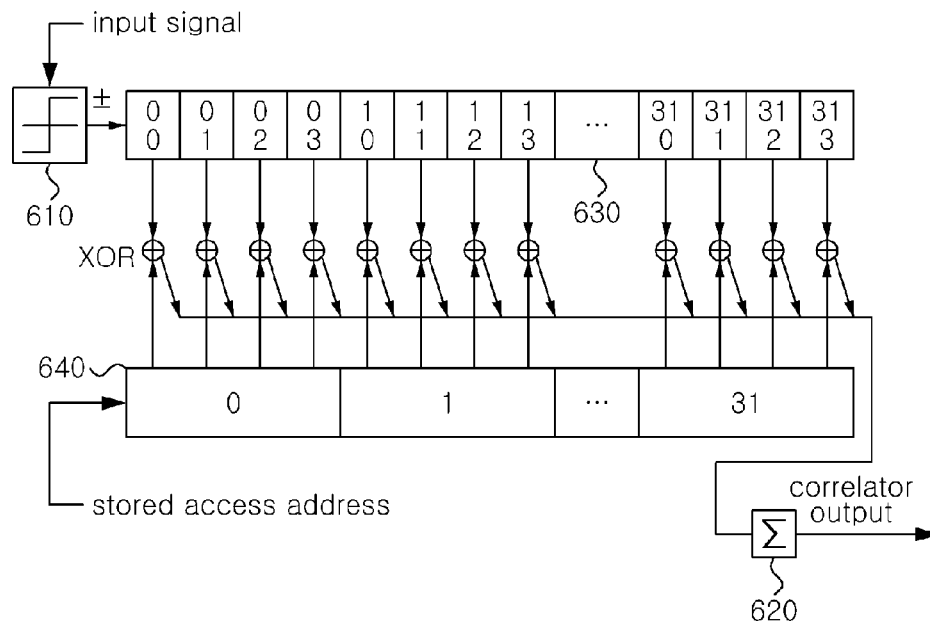 input signal
±
0 0 0 0 1 1 1 1 ... 31 31 31 31
0 1 2 3 0 1 2 3 0 1 2 3
610
630
XOR
640
0 1 ... 31
stored access address
correlator
output
Σ
620